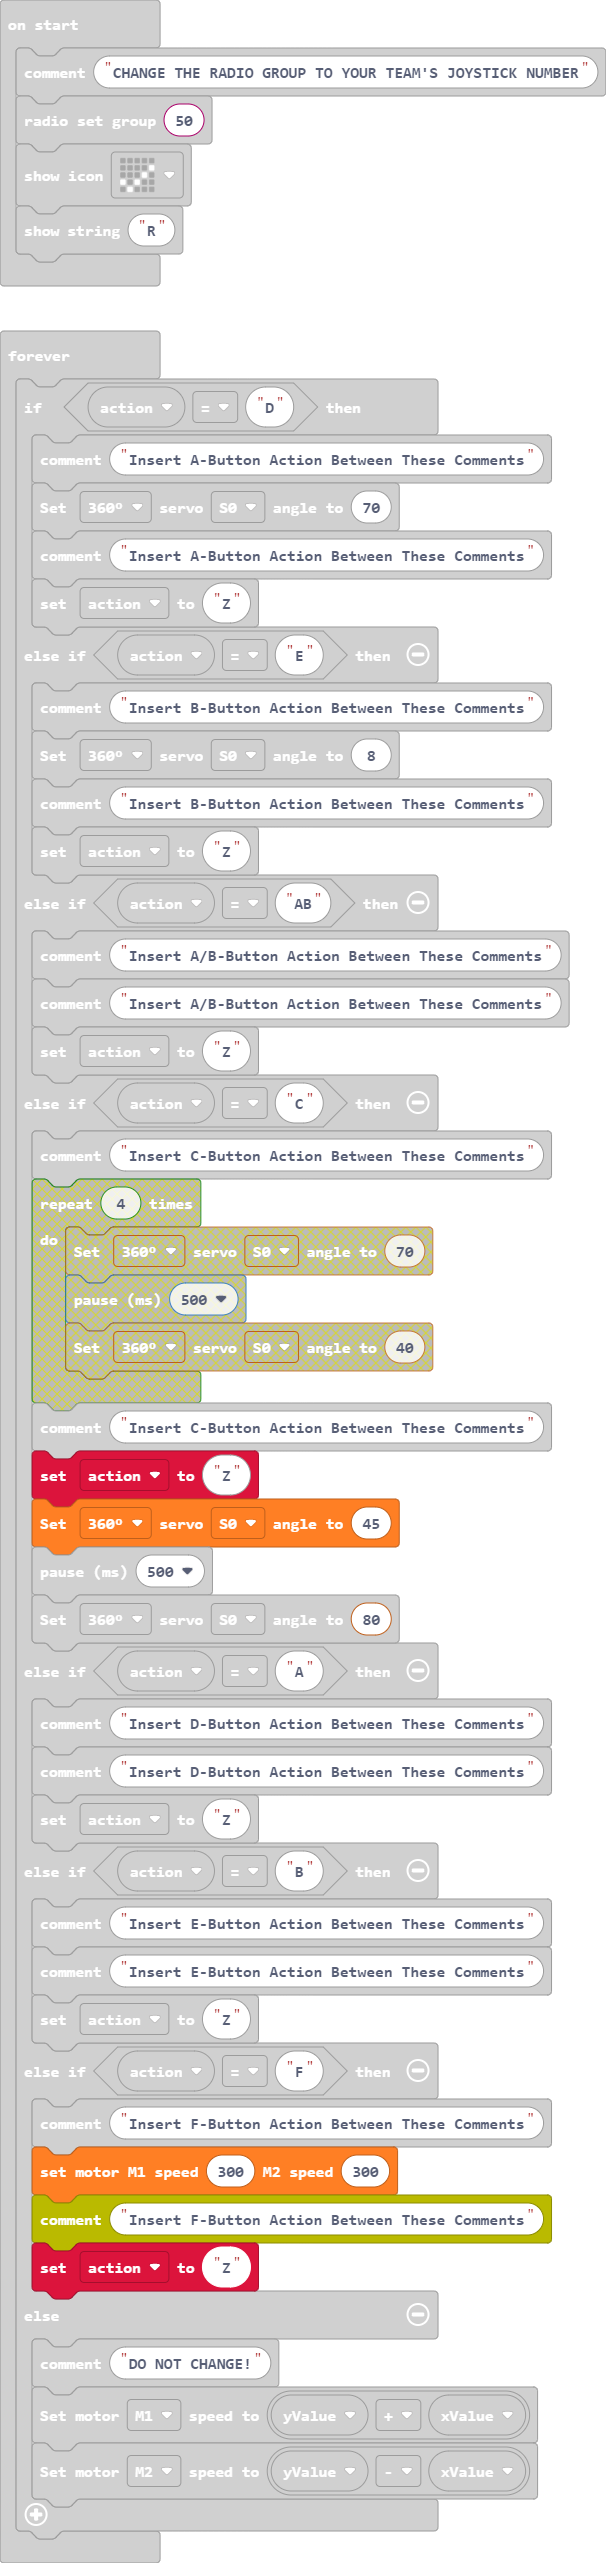 on start
comment "CHANGE THE RADIO GROUP TO YOUR TEAM'S JOYSTICK NUMBER"
radio set group 50
show icon
show string "R"
forever
if action = "D" then
comment "Insert A-Button Action Between These Comments"
Set 360º servo S0 angle to 70
comment "Insert A-Button Action Between These Comments"
set action to "Z"
else if action = "E" then
comment "Insert B-Button Action Between These Comments"
Set 360º servo S0 angle to 8
comment "Insert B-Button Action Between These Comments"
set action to "Z"
else if action = "AB" then
comment "Insert A/B-Button Action Between These Comments"
comment "Insert A/B-Button Action Between These Comments"
set action to "Z"
else if action = "C" then
comment "Insert C-Button Action Between These Comments"
repeat 4 times
do Set 360º servo S0 angle to 70
pause (ms) 500
Set 360º servo S0 angle to 40
comment "Insert C-Button Action Between These Comments"
set action to "Z"
Set 360º servo S0 angle to 45
pause (ms) 500
Set 360º servo S0 angle to 80
else if action = "A" then
comment "Insert D-Button Action Between These Comments"
comment "Insert D-Button Action Between These Comments"
set action to "Z"
else if action = "B" then
comment "Insert E-Button Action Between These Comments"
comment "Insert E-Button Action Between These Comments"
set action to "Z"
else if action = "F" then
comment "Insert F-Button Action Between These Comments"
set motor M1 speed 300 M2 speed 300
comment "Insert F-Button Action Between These Comments"
set action to "Z"
else
comment "DO NOT CHANGE!"
Set motor M1 speed to yValue + xValue
Set motor M2 speed to yValue - xValue